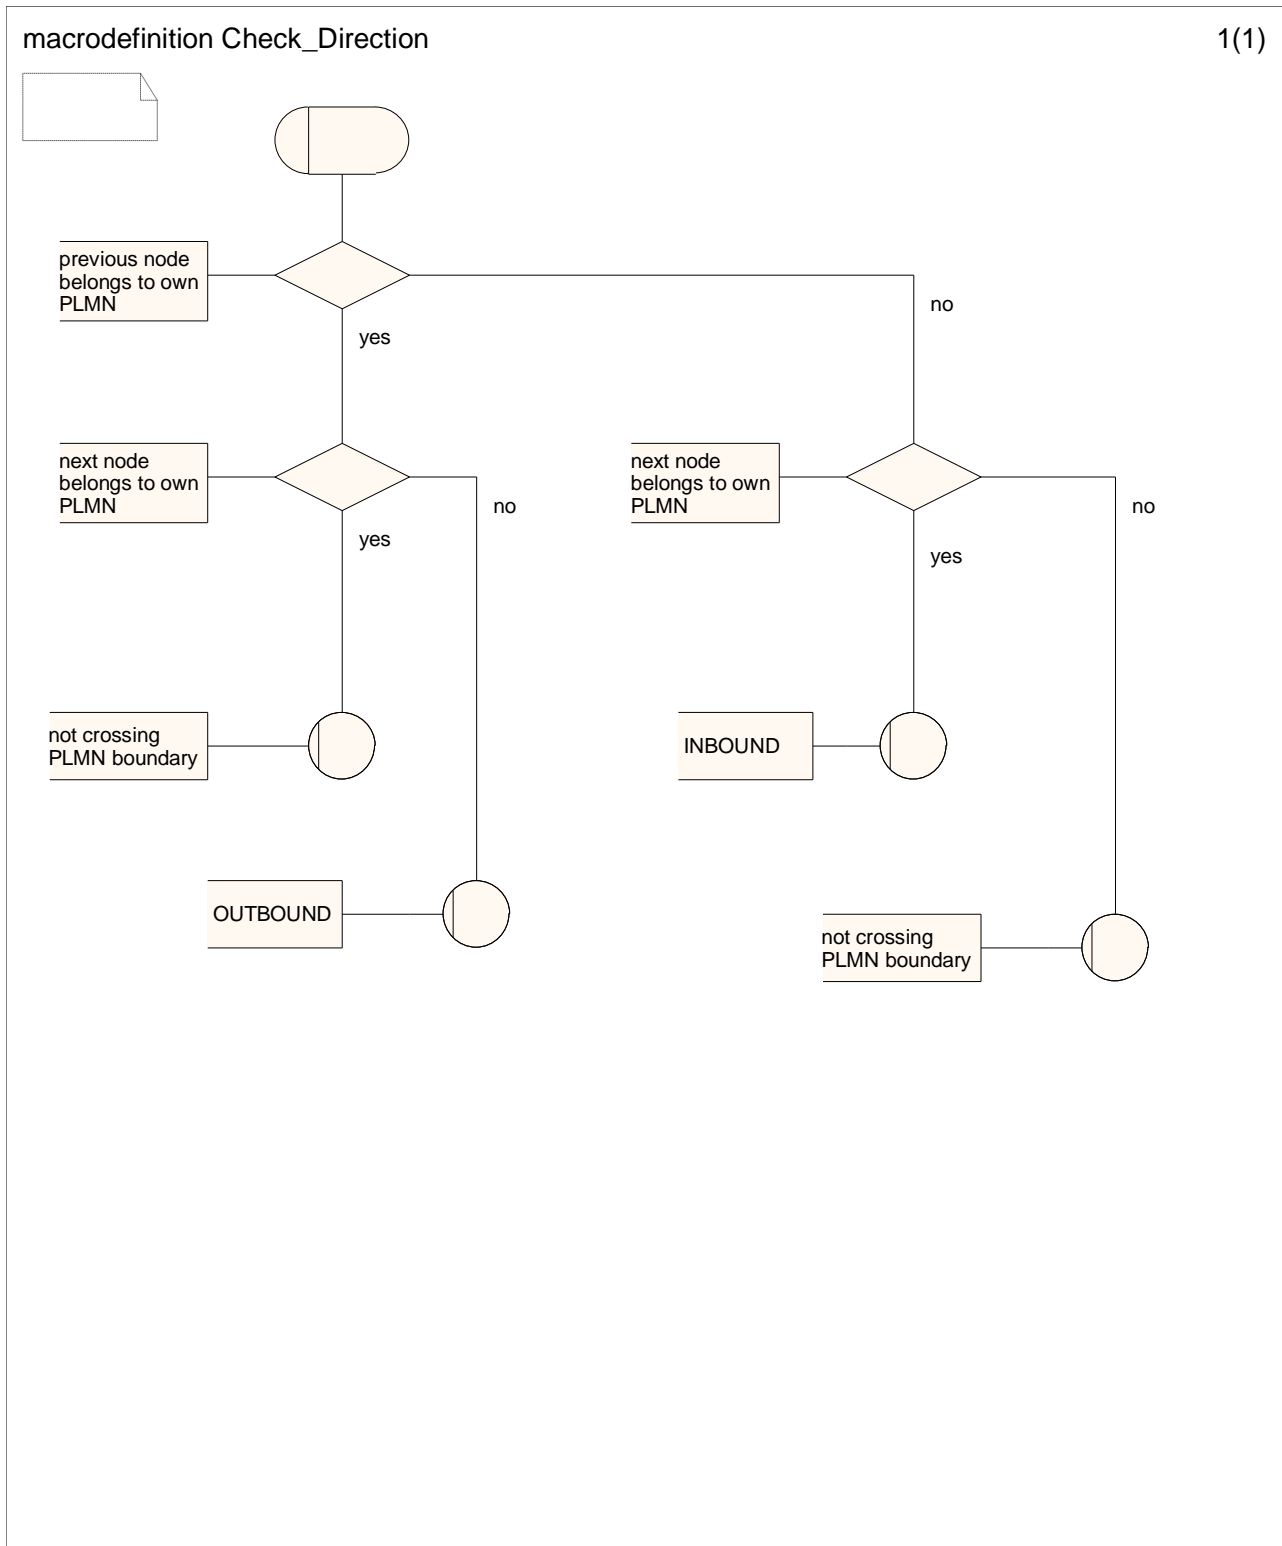 macrodefinition Check_Direction
1(1)
previous node
belongs to own
PLMN
no
yes
next node
belongs to own
PLMN
no
yes
next node
belongs to own
PLMN
no
yes
not crossing
PLMN boundary
INBOUND
OUTBOUND
not crossing
PLMN boundary